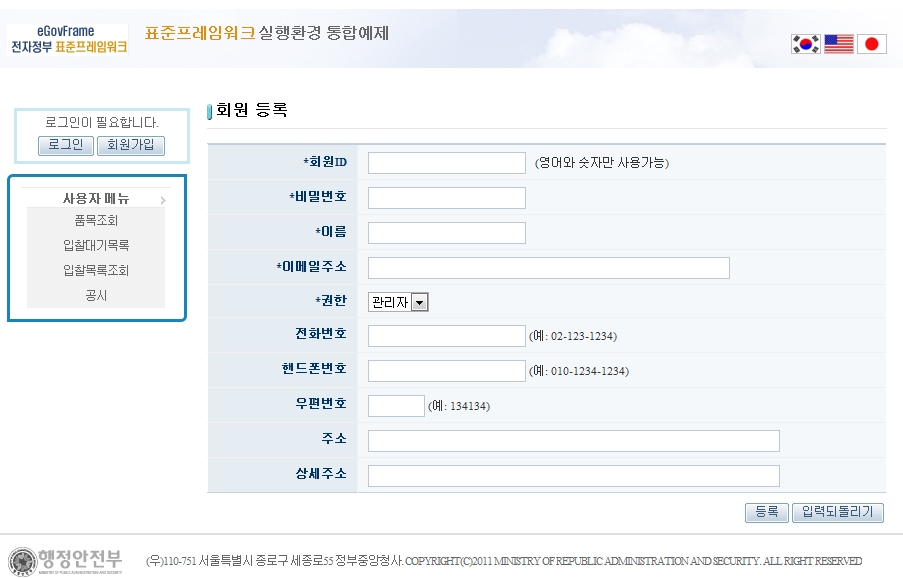 eGovFrame
전자정부 표준프레임워크
표준프레임워크 실행환경 통합예제
로그인이 필요합니다.
로그인 회원가입
사용자 메뉴
품목조회
입찰대기목록
입찰목록조회
공시
회원 등록
*회원ID (영어와 숫자만 사용가능)
*비밀번호
*이름
*이메일주소
*권한 관리자
전화번호 (예: 02-123-1234)
핸드폰번호 (예: 010-1234-1234)
우편번호 (예: 134134)
주소
상세주소
등록 입력되돌리기
행정안전부
MINISTRY OF PUBLIC ADMINISTRATION AND SECURITY
(우)110-751 서울특별시 종로구 세종로55 정부중앙청사. COPYRIGHT(C)2011 MINISTRY OF REPUBLIC ADMINISTRATION AND SECURITY. ALL RIGHT RESERVED